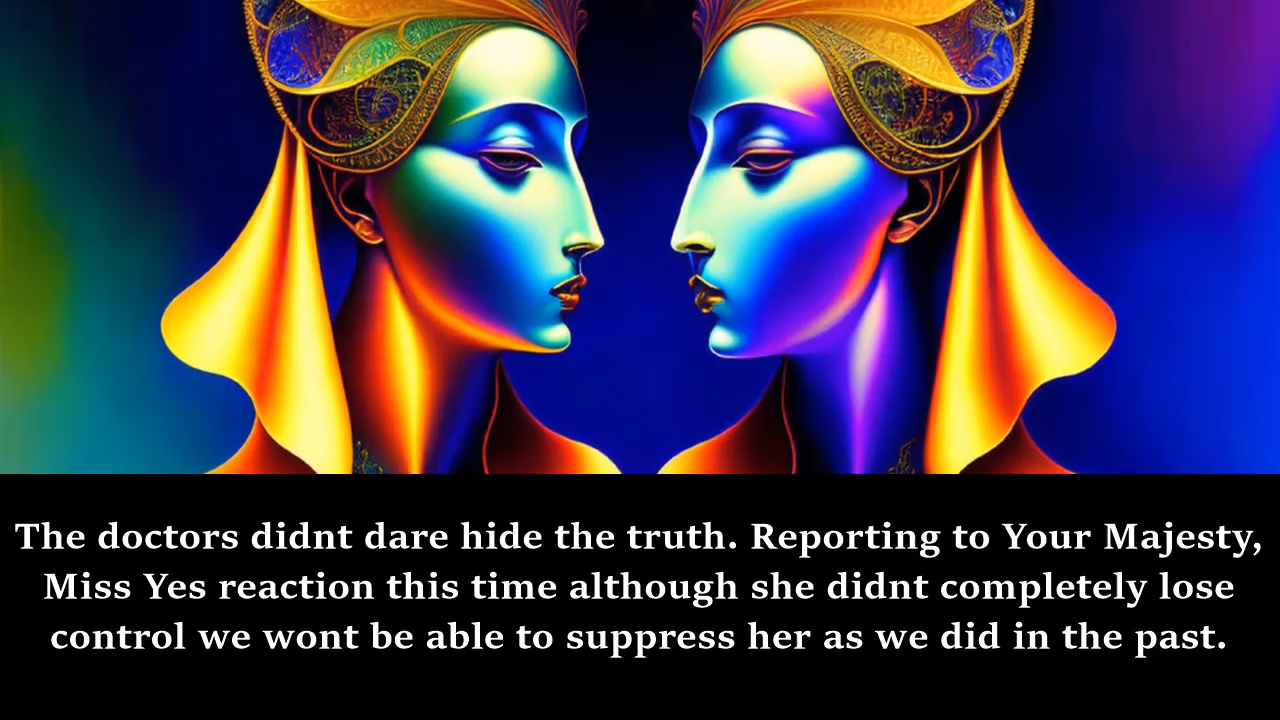 The doctors didnt dare hide the truth. Reporting to Your Majesty,
Miss Yes reaction this time although she didnt completely lose
control we wont be able to suppress her as we did in the past.